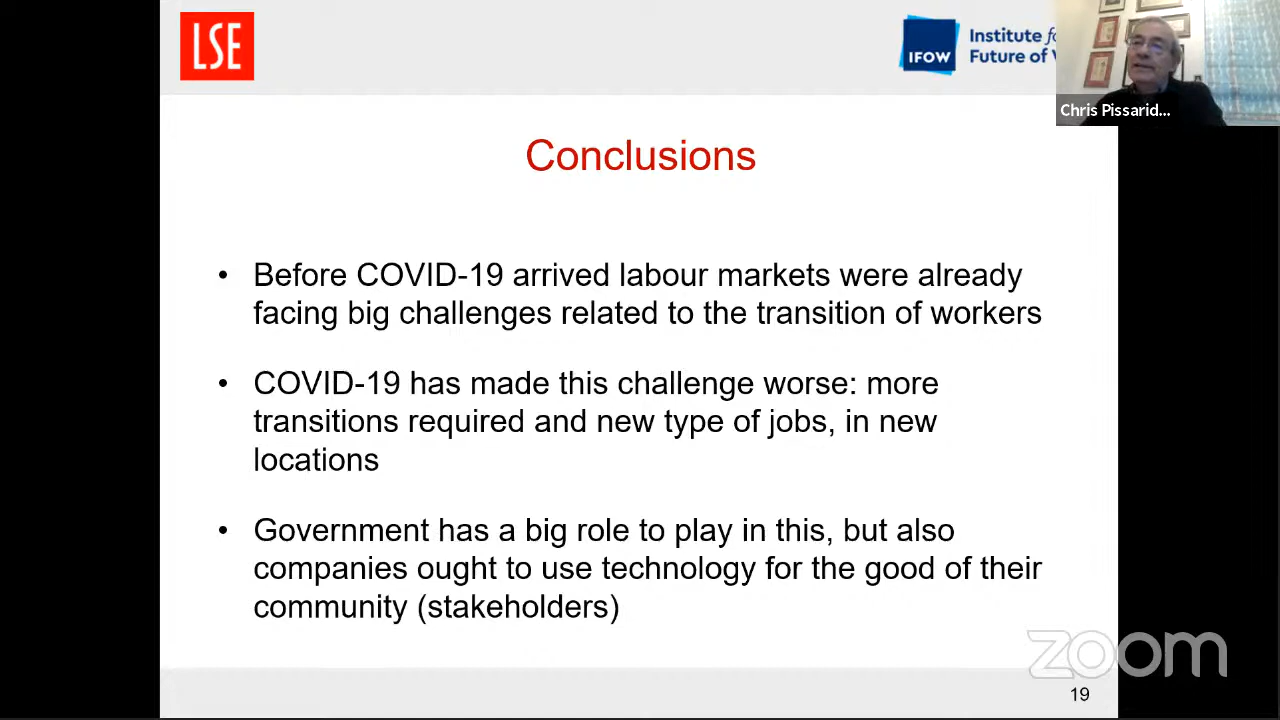 LSE
IFOW
Institute fo
Future of
Chris Pissarid...
Conclusions
• Before COVID-19 arrived labour markets were already
facing big challenges related to the transition of workers
• COVID-19 has made this challenge worse: more
transitions required and new type of jobs, in new
locations
• Government has a big role to play in this, but also
companies ought to use technology for the good of their
community (stakeholders)
zoom
19